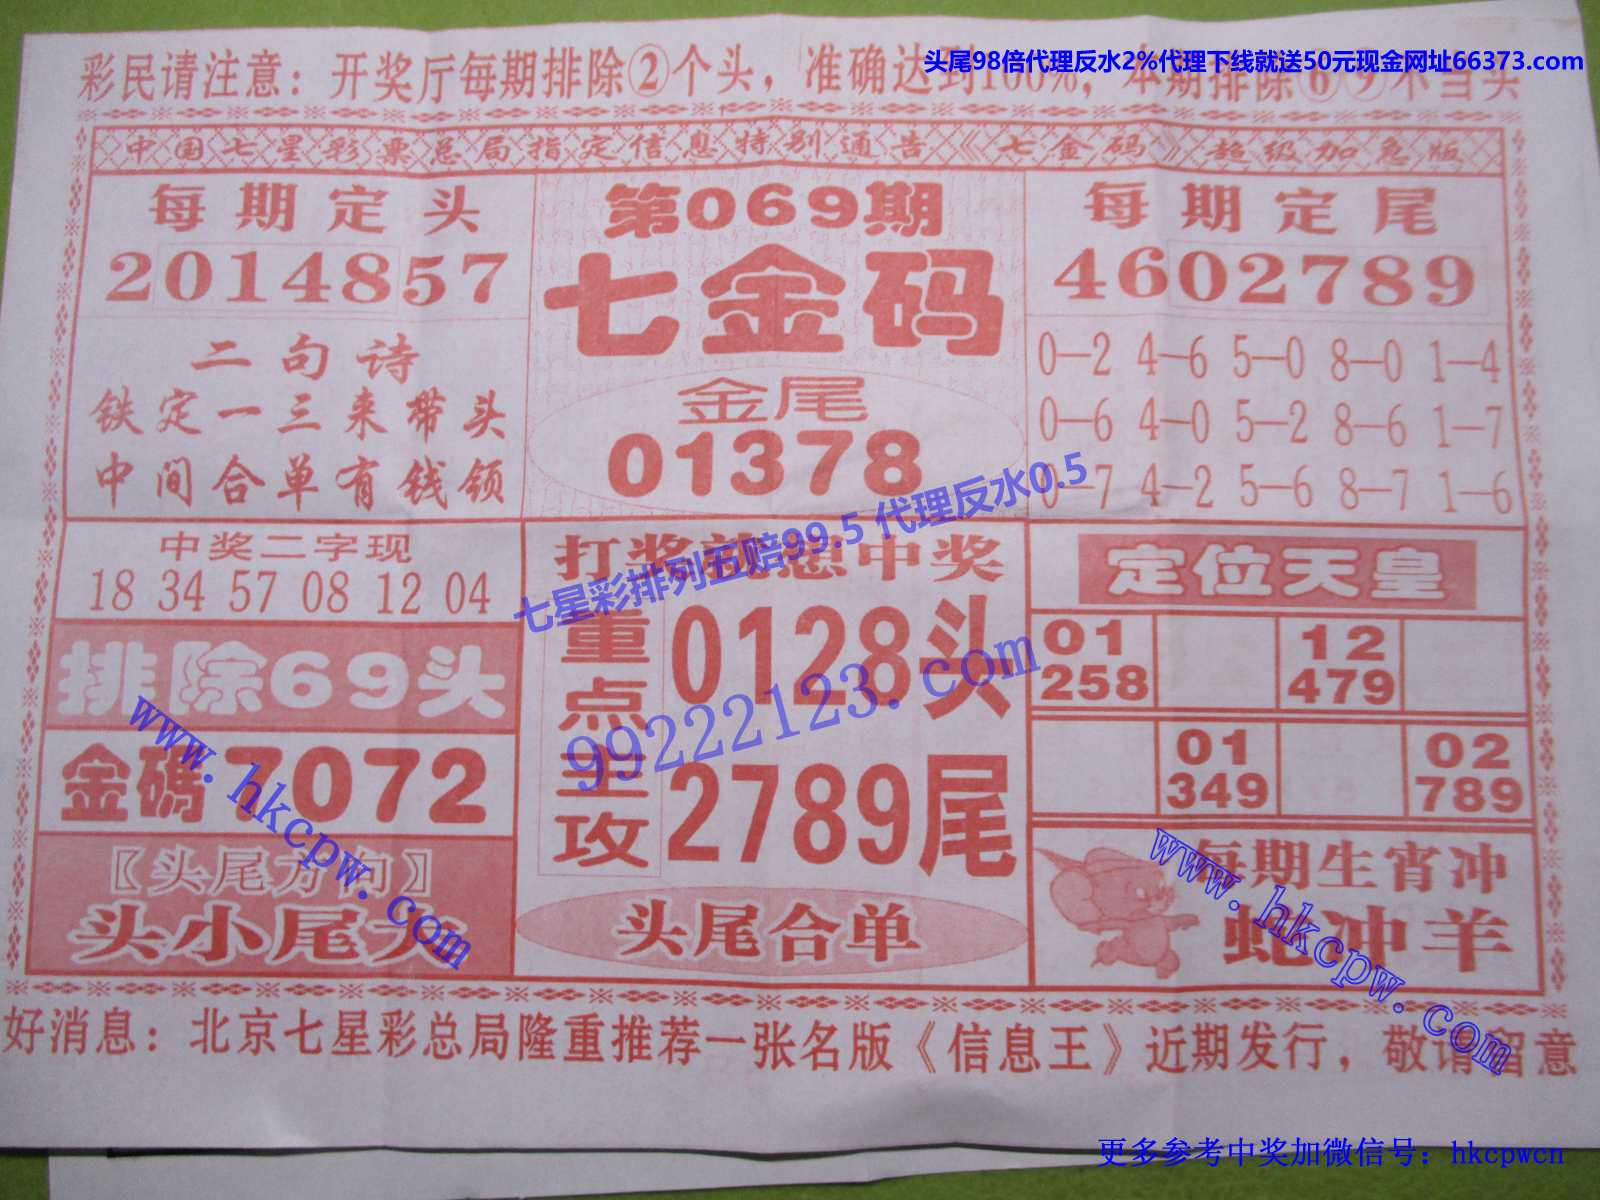 头尾98倍代理反水2%代理下线就送50元现金网址66373.com
彩民请注意：开奖厅每期排除②个头，准确达到100%，本期排除⑥⑨不当头
中国七星彩票总局指定信息特别通告《七金码》超级加急版
每期定头
2014857
二句诗
铁定一三来带头
中间合单有钱领
第069期
七金码
金尾
01378
每期定尾
4602789
0—2 4—6 5—0 8—0 1—4
0—6 4—0 5—2 8—6 1—7
0—7 4—2 5—6 8—7 1—6
七星彩排列五赔99.5 代理反水0.5
中奖二字现
18 34 57 08 12 04
排除69头
金碼7072
〖头尾方向〗
头小尾大
打奖就想中奖
重点主攻
0128头
2789尾
头尾合单
99222123.com
定位天皇
01 12
258 479
01 02
349 789
每期生宵冲
蛇冲羊
www.hkcpw.com
www.hkcpw.com
好消息：北京七星彩总局隆重推荐一张名版《信息王》近期发行，敬请留意
更多参考中奖加微信号：hkcpwcn